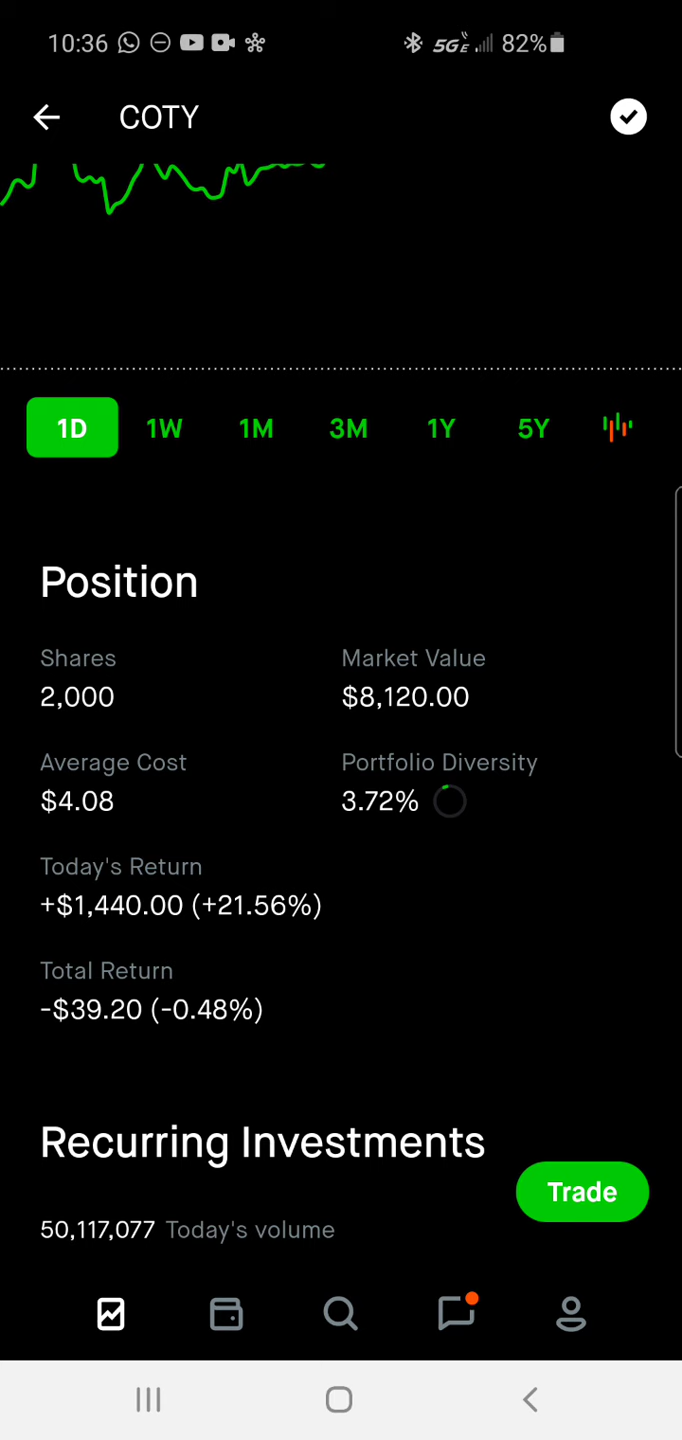 10:36 5GE 82%
COTY
1D 1W 1M 3M 1Y 5Y
Position
Shares Market Value
2,000 $8,120.00
Average Cost Portfolio Diversity
$4.08 3.72%
Today's Return
+$1,440.00 (+21.56%)
Total Return
-$39.20 (-0.48%)
Recurring Investments
Trade
50,117,077 Today's volume